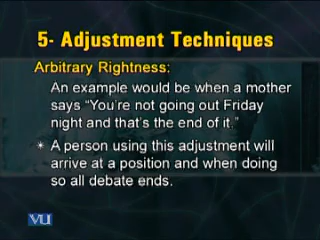 5- Adjustment Techniques
Arbitrary Rightness:
An example would be when a mother
says “You’re not going out Friday
night and that’s the end of it.”
✴ A person using this adjustment will
arrive at a position and when doing
so all debate ends.
VU